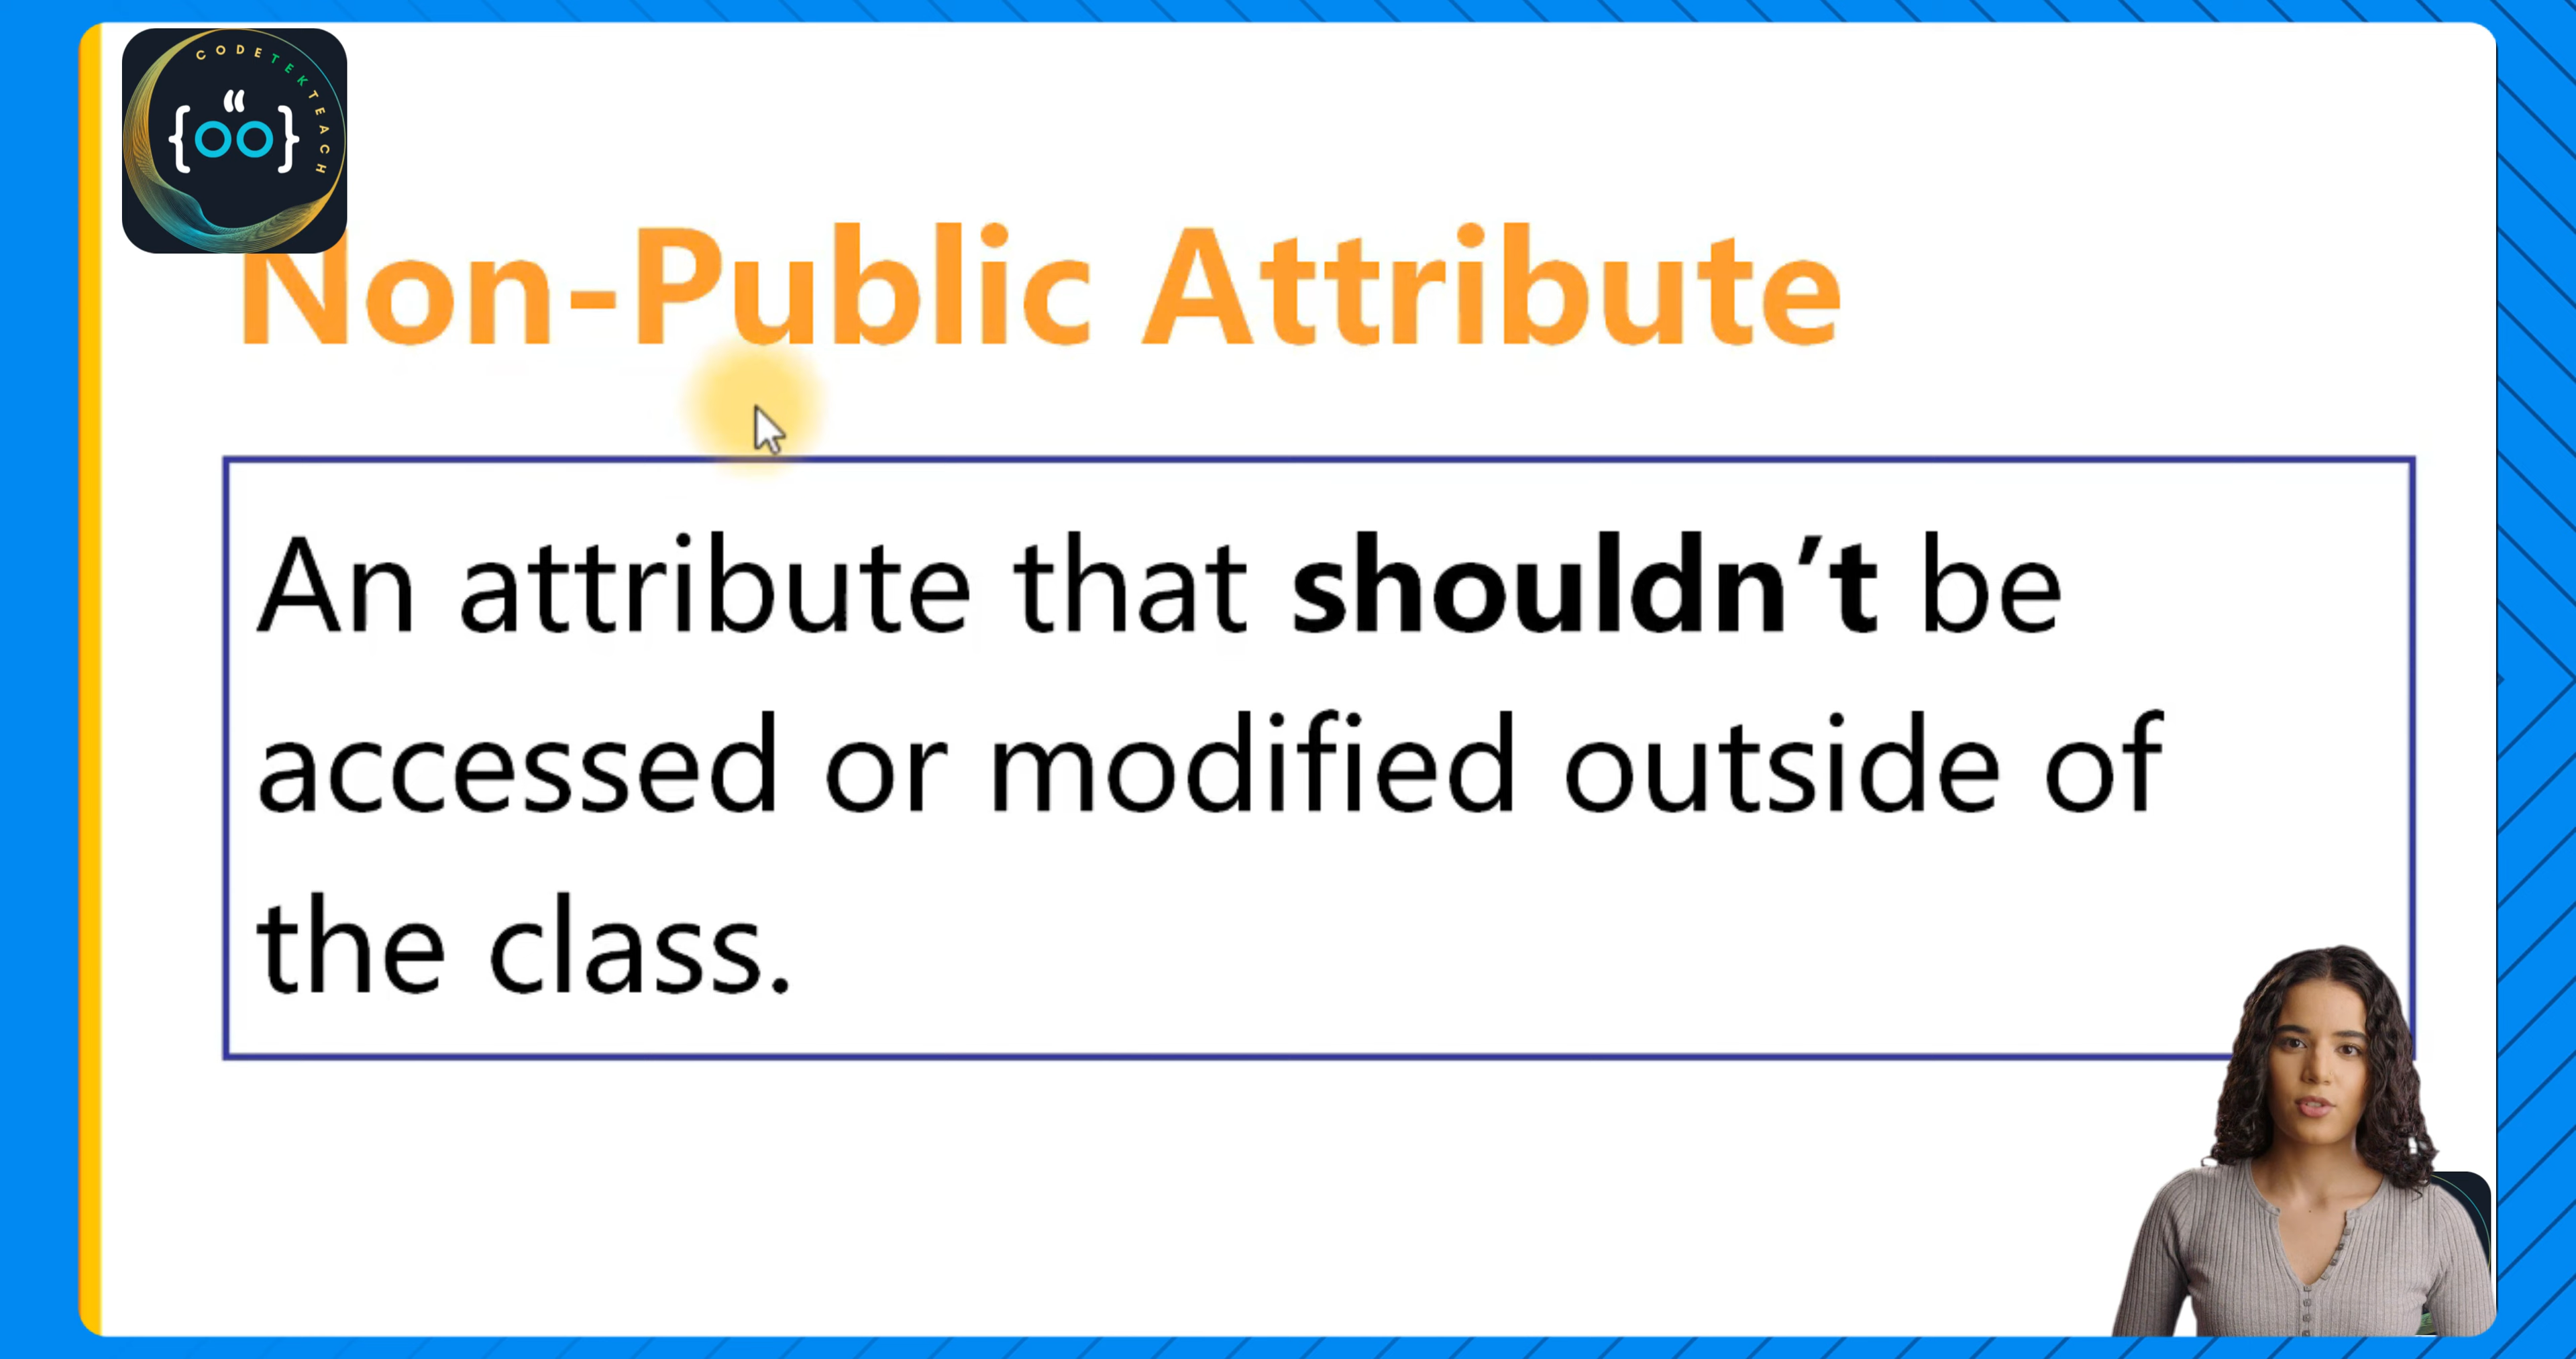 CODETEKTEACH
{oo}
Non-Public Attribute
An attribute that shouldn’t be
accessed or modified outside of
the class.